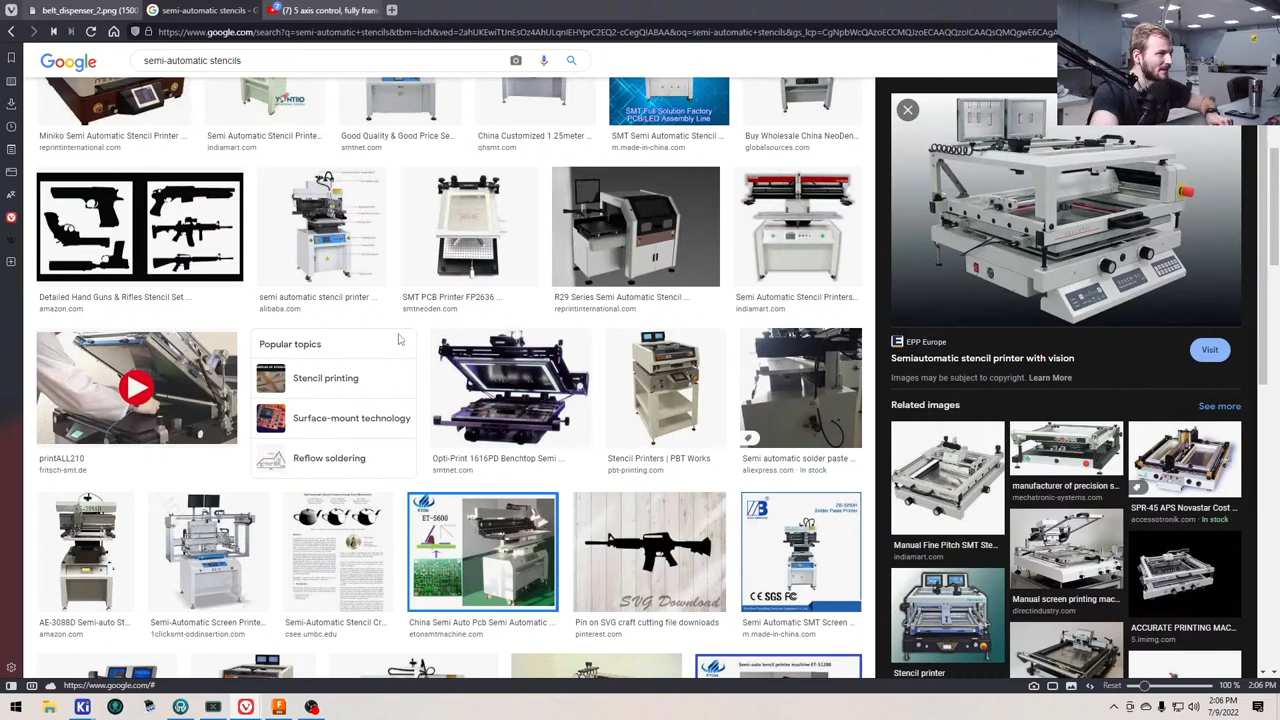 belt_dispenser_2.png (1500
semi-automatic stencils - G
(7) 5 axis control, fully fram
https://www.google.com/search?q=semi-automatic+stencils&tbm=isch&ved=
Google
semi-automatic stencils
Miniko Semi Automatic Stencil Printer ...
reprintinternational.com
Semi Automatic Stencil Printe...
indiamart.com
Good Quality & Good Price Se...
smtnet.com
China Customized 1.25meter ...
qhsmt.com
SMT Full Solution Factory
PCB/LED Assembly Line
SMT Semi Automatic Stencil ...
m.made-in-china.com
Buy Wholesale China NeoDen...
globalsources.com
Detailed Hand Guns & Rifles Stencil Set ...
amazon.com
semi automatic stencil printer ...
alibaba.com
SMT PCB Printer FP2636 ...
smtneoden.com
R29 Series Semi Automatic Stencil ...
reprintinternational.com
Semi Automatic Stencil Printers...
indiamart.com
EPP Europe
Semiautomatic stencil printer with vision
Visit
Images may be subject to copyright. Learn More
Related images
See more
printALL210
fritsch-smt.de
Popular topics
Stencil printing
Surface-mount technology
Reflow soldering
Opti-Print 1616PD Benchtop Semi ...
smtnet.com
Stencil Printers | PBT Works
pbt-printing.com
Semi automatic solder paste ...
aliexpress.com · In stock
Manual Fine Pitch SMT Ste...
indiamart.com
manufacturer of precision s...
mechatronic-systems.com
SPR-45 APS Novastar Cost ...
accessotronik.com · In stock
Manual screen printing mac...
directindustry.com
ACCURATE PRINTING MAC...
5.imimg.com
Stencil printer
AE-3088D Semi-auto St...
amazon.com
Semi-Automatic Screen Printe...
1clicksmt-oddinsertion.com
Semi-Automatic Stencil Cr...
csee.umbc.edu
ETON
ET-S600
China Semi Auto Pcb Semi Automatic ...
etonsmtmachine.com
SVG Download
Pin on SVG craft cutting file downloads
pinterest.com
CE SGS FC
Semi Automatic SMT Screen ...
m.made-in-china.com
Semi-auto tencil printer machine ET-S1200
https://www.google.com/#
Reset
100 %
2:06 PM
2:06 PM
7/9/2022